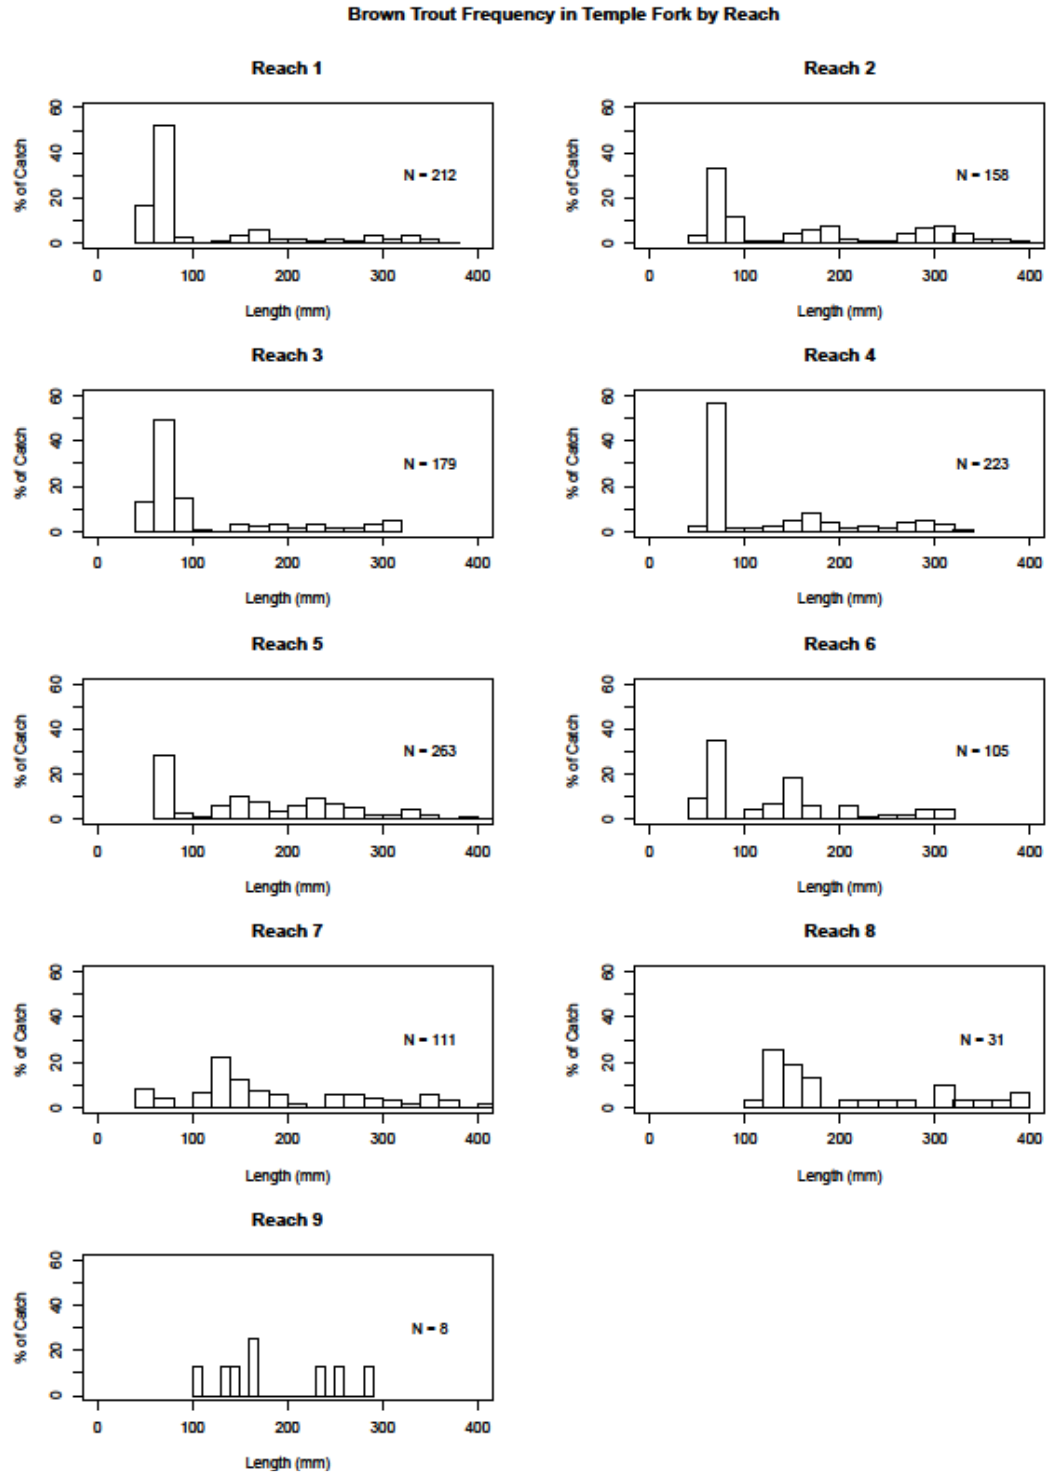 Brown Trout Frequency in Temple Fork by Reach
Reach 1
% of Catch
60
40
20
0
N = 212
0 100 200 300 400
Length (mm)
Reach 2
% of Catch
60
40
20
0
N = 158
0 100 200 300 400
Length (mm)
Reach 3
% of Catch
60
40
20
0
N = 179
0 100 200 300 400
Length (mm)
Reach 4
% of Catch
60
40
20
0
N = 223
0 100 200 300 400
Length (mm)
Reach 5
% of Catch
60
40
20
0
N = 263
0 100 200 300 400
Length (mm)
Reach 6
% of Catch
60
40
20
0
N = 105
0 100 200 300 400
Length (mm)
Reach 7
% of Catch
60
40
20
0
N = 111
0 100 200 300 400
Length (mm)
Reach 8
% of Catch
60
40
20
0
N = 31
0 100 200 300 400
Length (mm)
Reach 9
% of Catch
60
40
20
0
N = 8
0 100 200 300 400
Length (mm)